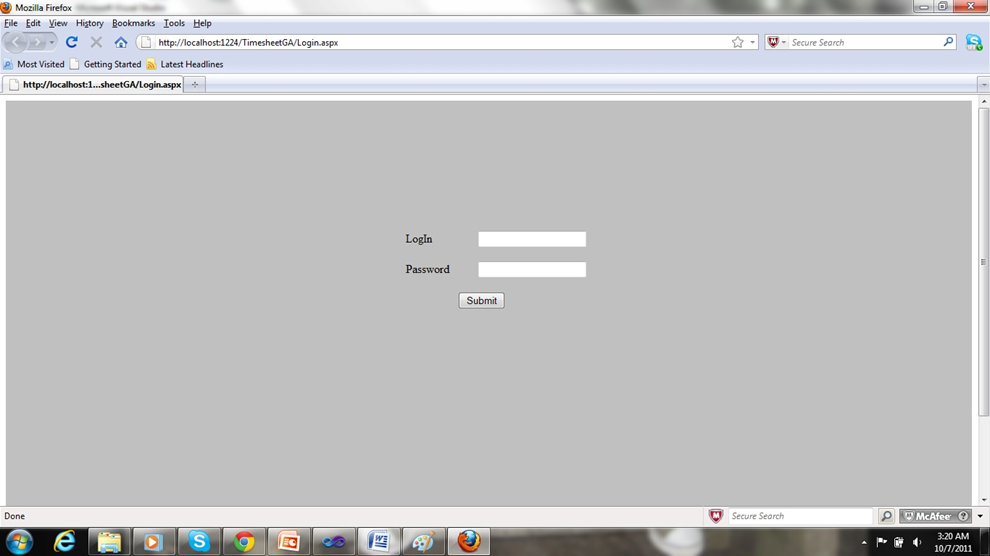 Mozilla Firefox
File Edit View History Bookmarks Tools Help
http://localhost:1224/TimesheetGA/Login.aspx
Secure Search
Most Visited Getting Started Latest Headlines
http://localhost:1...sheetGA/Login.aspx
LogIn
Password
Submit
Done
Secure Search
McAfee
3:20 AM
10/7/2011